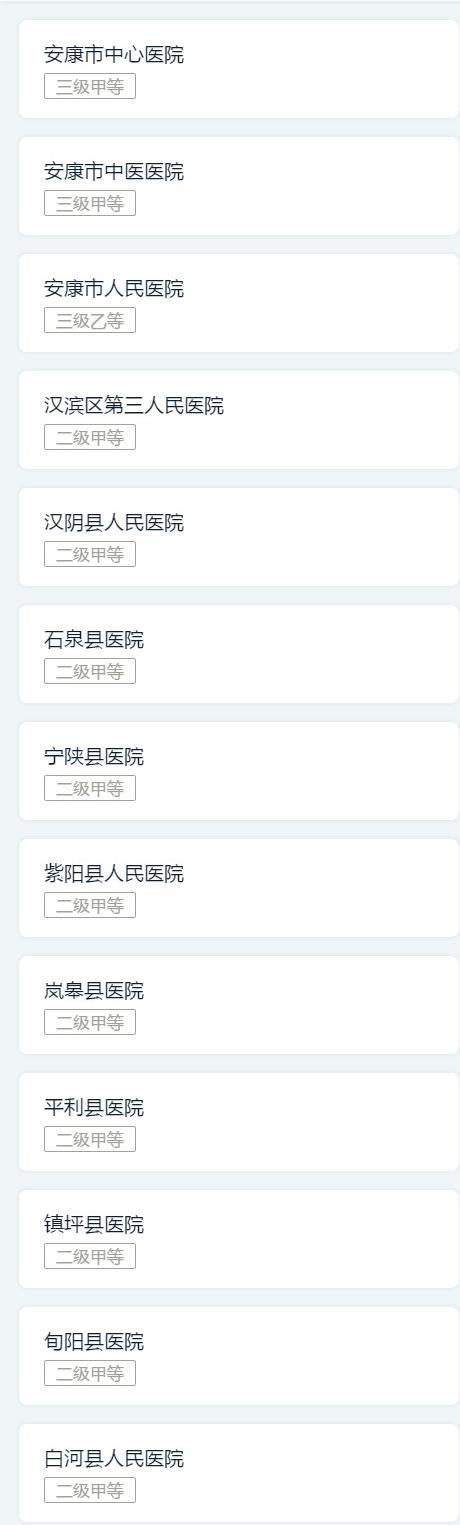 安康市中心医院
三级甲等
安康市中医医院
三级甲等
安康市人民医院
三级乙等
汉滨区第三人民医院
二级甲等
汉阴县人民医院
二级甲等
石泉县医院
二级甲等
宁陕县医院
二级甲等
紫阳县人民医院
二级甲等
岚皋县医院
二级甲等
平利县医院
二级甲等
镇坪县医院
二级甲等
旬阳县医院
二级甲等
白河县人民医院
二级甲等